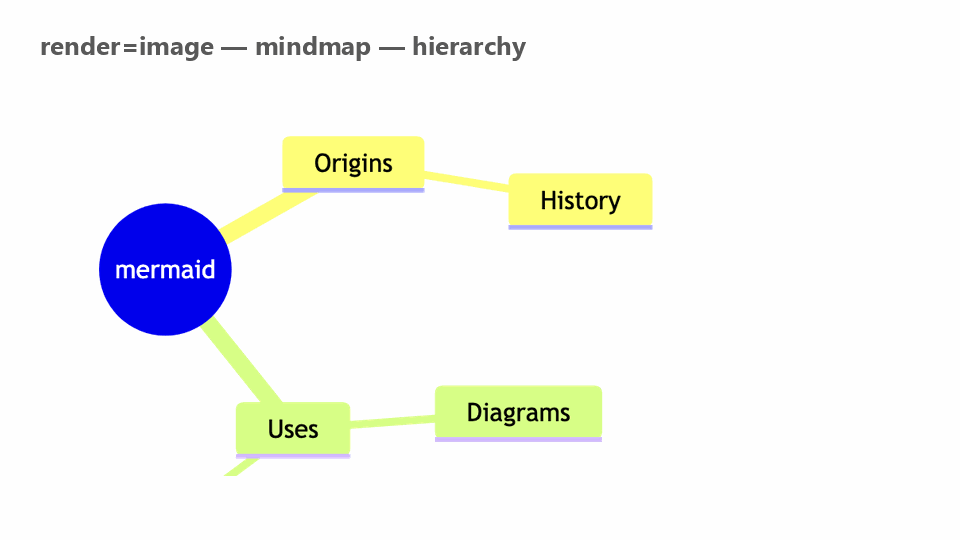 render=image — mindmap — hierarchy
Origins
History
mermaid
Diagrams
Uses